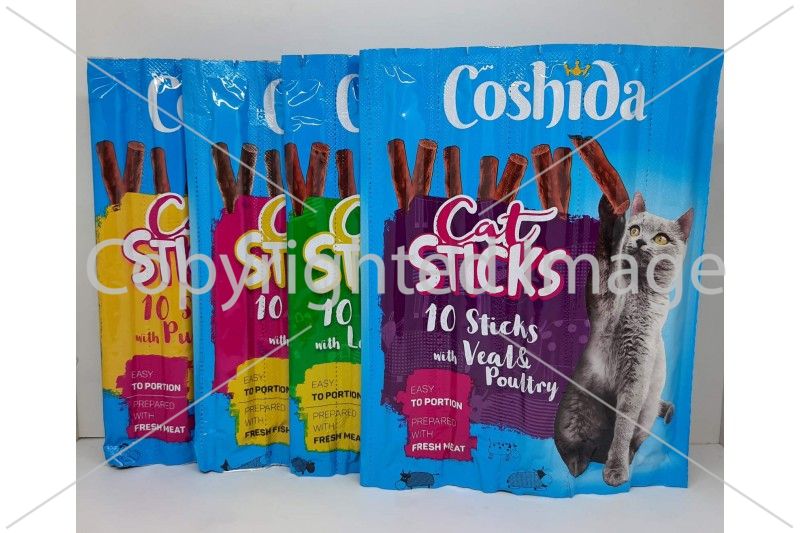 Coshida
Cat
STICKS
10 Sticks
with Veal&
Poultry
EASY
TO PORTION
PREPARED
WITH
FRESH MEAT
C
C
10
with
EASY
TO PORTION
PREPARED
WITH
FRESH MEAT
C
C
10
with
EASY
TO PORTION
PREPARED
WITH
FRESH FISH
C
10
with
EASY
TO PORTION
PREPARED
WITH
FRESH MEAT